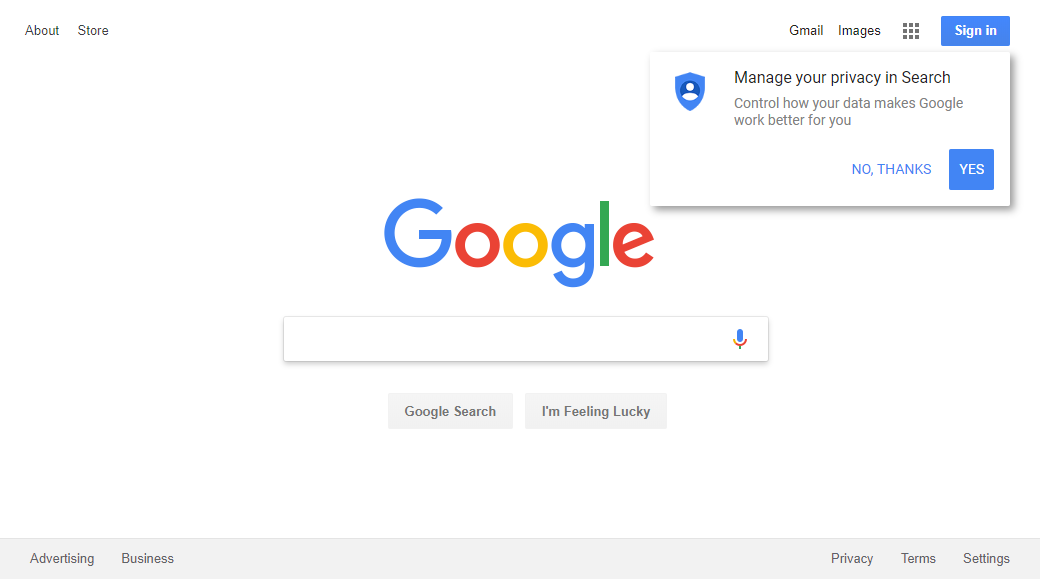 About Store Gmail Images Sign in
Manage your privacy in Search
Control how your data makes Google
work better for you
NO, THANKS YES
Google
Google Search I'm Feeling Lucky
Advertising Business Privacy Terms Settings